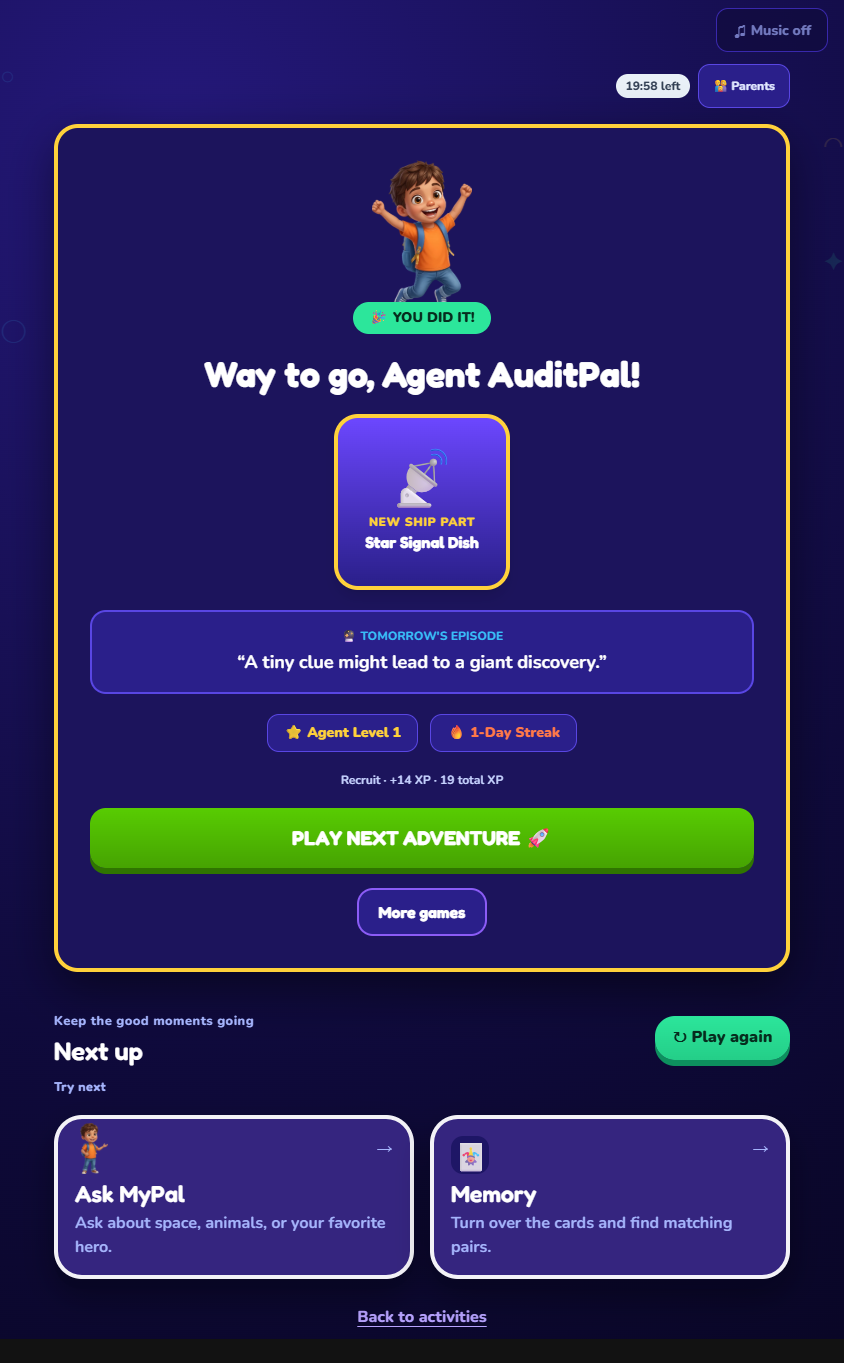 Music off
19:58 left
Parents
YOU DID IT!
Way to go, Agent AuditPal!
NEW SHIP PART
Star Signal Dish
TOMORROW'S EPISODE
“A tiny clue might lead to a giant discovery.”
Agent Level 1
1-Day Streak
Recruit · +14 XP · 19 total XP
PLAY NEXT ADVENTURE 🚀
More games
Keep the good moments going
Next up
↻ Play again
Try next
→
Ask MyPal
Ask about space, animals, or your favorite
hero.
→
Memory
Turn over the cards and find matching
pairs.
Back to activities